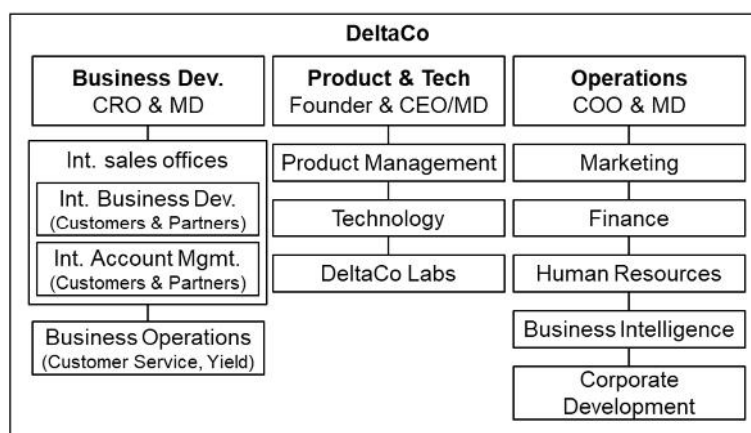 DeltaCo
Business Dev.
CRO & MD
Int. sales offices
Int. Business Dev.
(Customers & Partners)
Int. Account Mgmt.
(Customers & Partners)
Business Operations
(Customer Service, Yield)
Product & Tech
Founder & CEO/MD
Product Management
Technology
DeltaCo Labs
Operations
COO & MD
Marketing
Finance
Human Resources
Business Intelligence
Corporate
Development